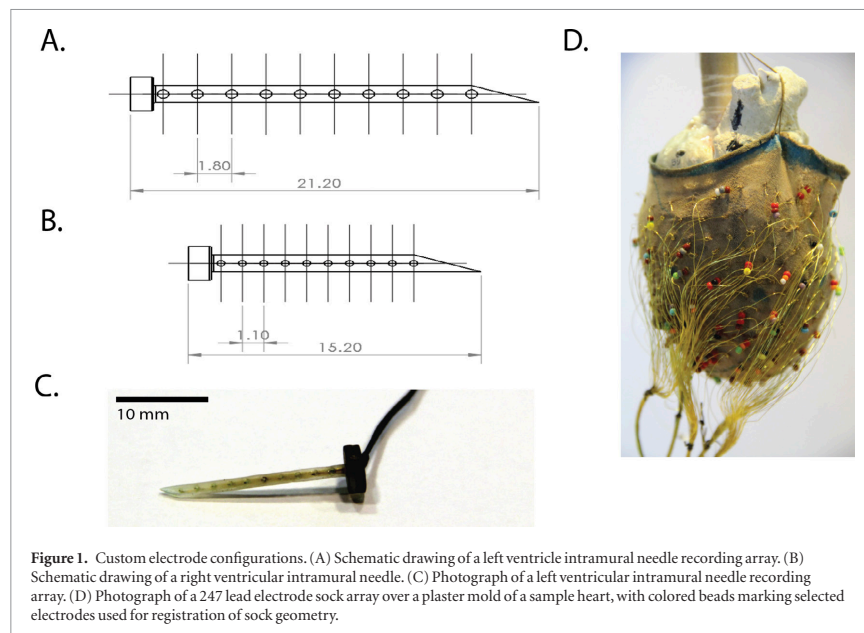 A.
D.
1.80
21.20
B.
1.10
15.20
C.
10 mm
Figure 1. Custom electrode configurations. (A) Schematic drawing of a left ventricle intramural needle recording array. (B)
Schematic drawing of a right ventricular intramural needle. (C) Photograph of a left ventricular intramural needle recording
array. (D) Photograph of a 247 lead electrode sock array over a plaster mold of a sample heart, with colored beads marking selected
electrodes used for registration of sock geometry.